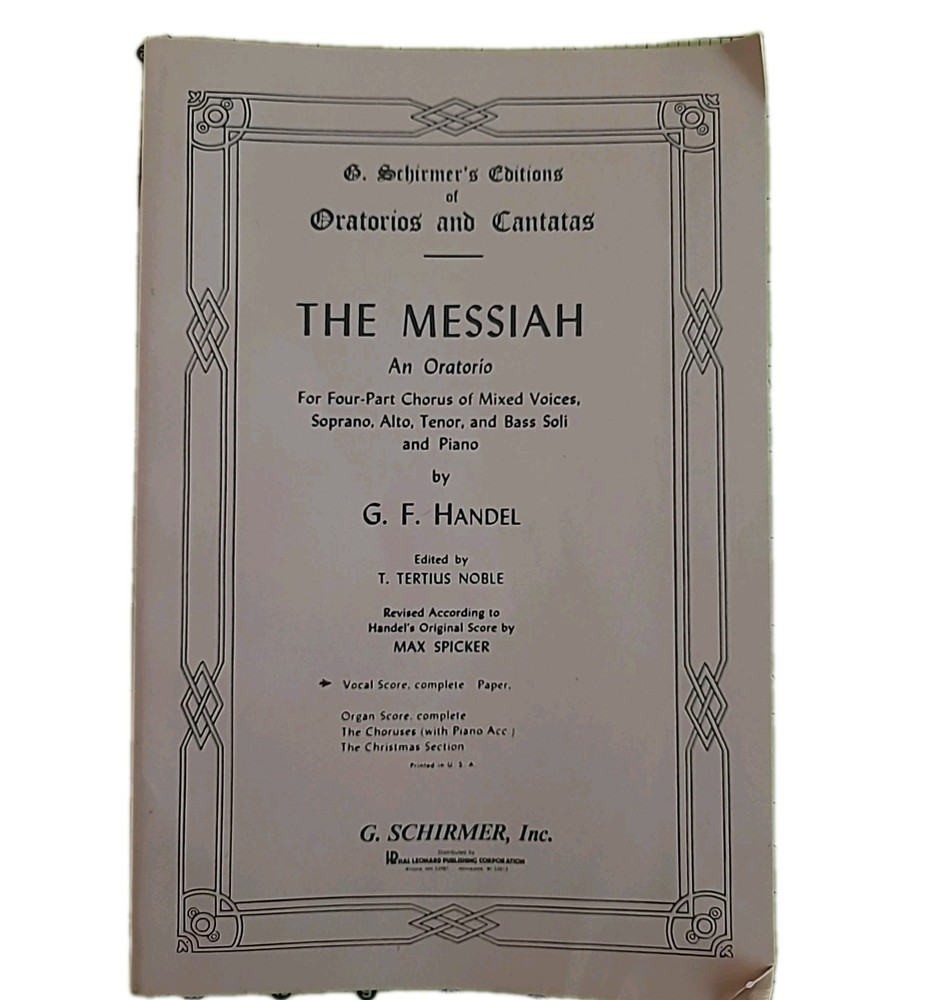 G. Schirmer's Editions
of
Oratorios and Cantatas
THE MESSIAH
An Oratorio
For Four-Part Chorus of Mixed Voices,
Soprano, Alto, Tenor, and Bass Soli
and Piano
by
G. F. HANDEL
Edited by
T. TERTIUS NOBLE
Revised According to
Handel's Original Score by
MAX SPICKER
Vocal Score, complete Paper,
Organ Score, complete
The Choruses (with Piano Acc )
The Christmas Section
Printed in U. S. A.
G. SCHIRMER, Inc.
Distributed by
HAL LEONARD PUBLISHING CORPORATION